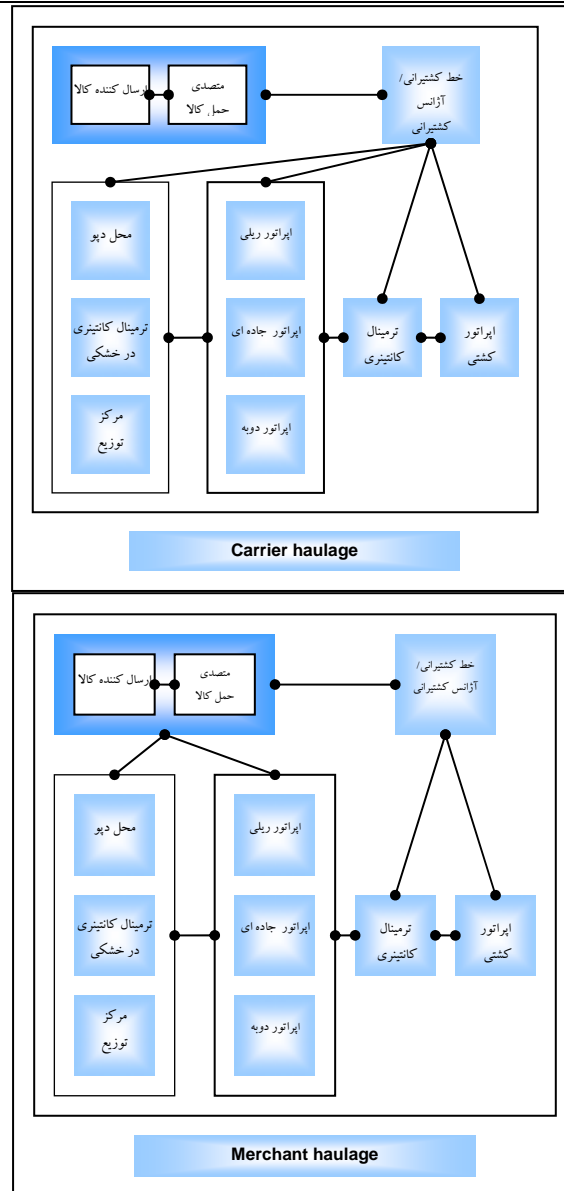 خط کشتیرانی/
آژانس
کشتیرانی
متصدی
حمل کالا
ارسال کننده کالا
محل دپو
اپراتور ریلی
ترمینال کانتینری
در خشکی
اپراتور جاده ای
ترمینال
کانتینری
اپراتور
کشتی
مرکز
توزیع
اپراتور دوبه
Carrier haulage
خط کشتیرانی/
آژانس کشتیرانی
متصدی
حمل کالا
ارسال کننده کالا
محل دپو
اپراتور ریلی
ترمینال کانتینری
در خشکی
اپراتور جاده ای
ترمینال
کانتینری
اپراتور
کشتی
مرکز
توزیع
اپراتور دوبه
Merchant haulage